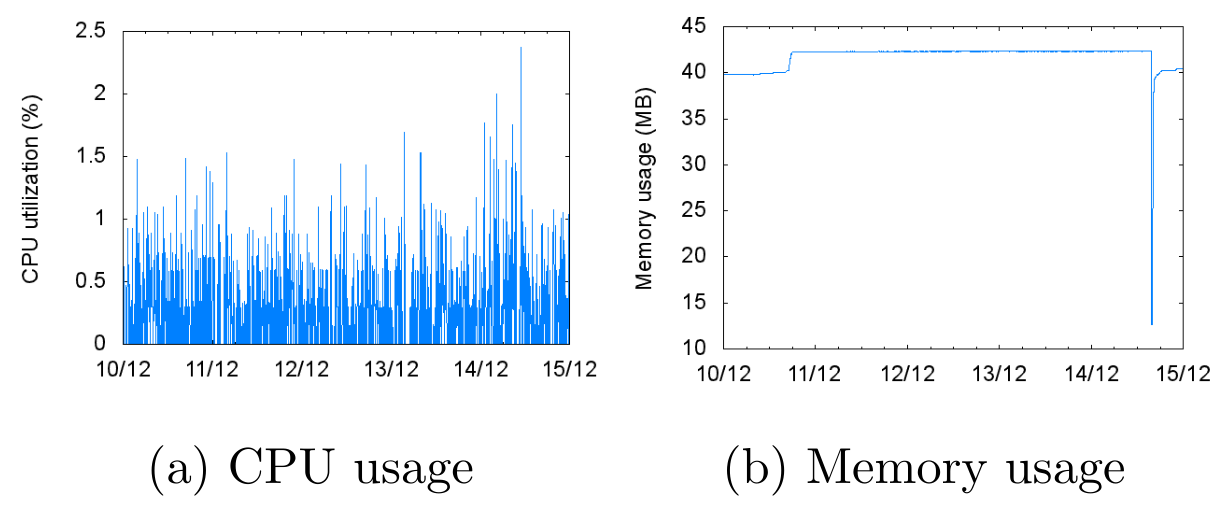 2.5
2
1.5
1
0.5
0
CPU utilization (%)
10/12 11/12 12/12 13/12 14/12 15/12
(a) CPU usage
45
40
35
30
25
20
15
10
Memory usage (MB)
10/12 11/12 12/12 13/12 14/12 15/12
(b) Memory usage